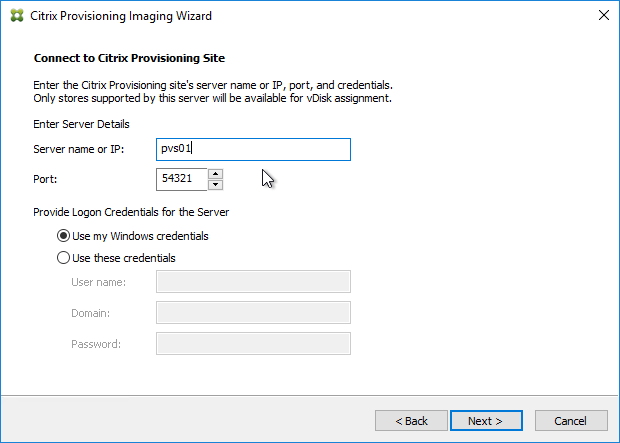 Citrix Provisioning Imaging Wizard
Connect to Citrix Provisioning Site
Enter the Citrix Provisioning site's server name or IP, port, and credentials.
Only stores supported by this server will be available for vDisk assignment.
Enter Server Details
Server name or IP: pvs01
Port: 54321
Provide Logon Credentials for the Server
Use my Windows credentials
Use these credentials
User name:
Domain:
Password:
< Back Next > Cancel